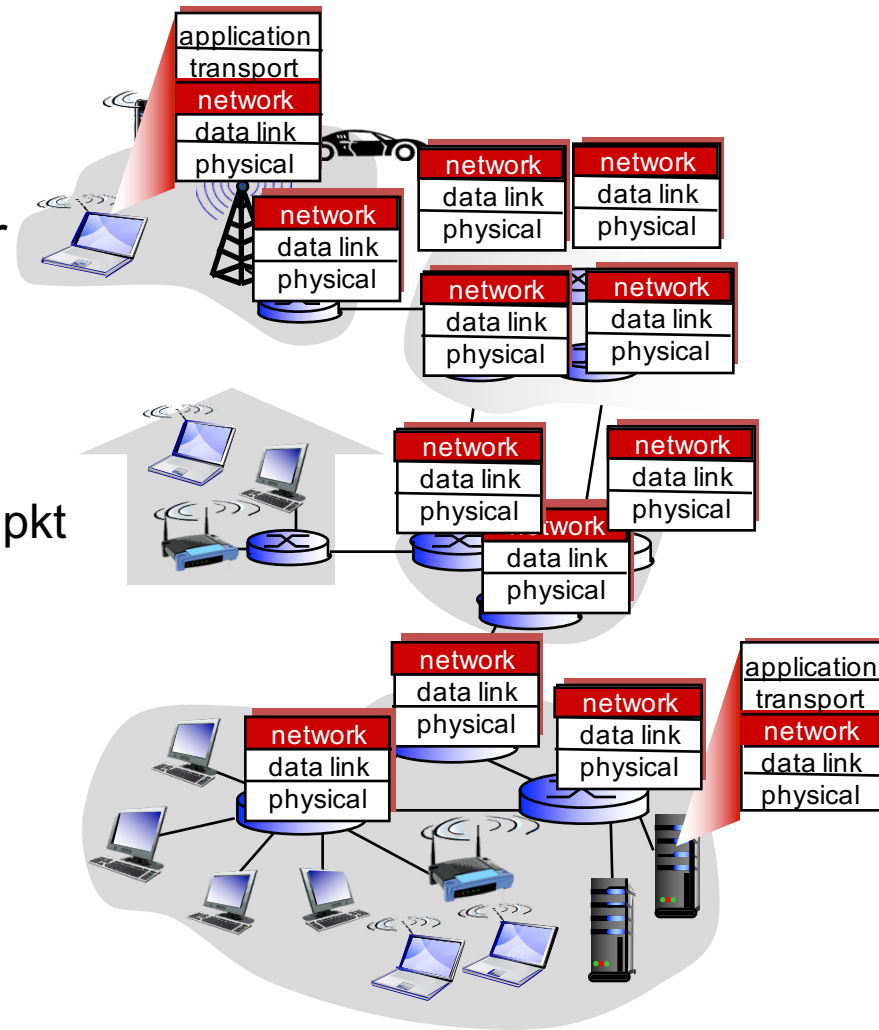 application
transport
network
data link
physical
network
data link
physical
network
data link
physical
r
network
data link
physical
network
data link
physical
network
data link
physical
network
data link
physical
network
data link
physical
pkt
network
data link
physical
network
data link
physical
network
data link
physical
network
data link
physical
application
transport
network
data link
physical